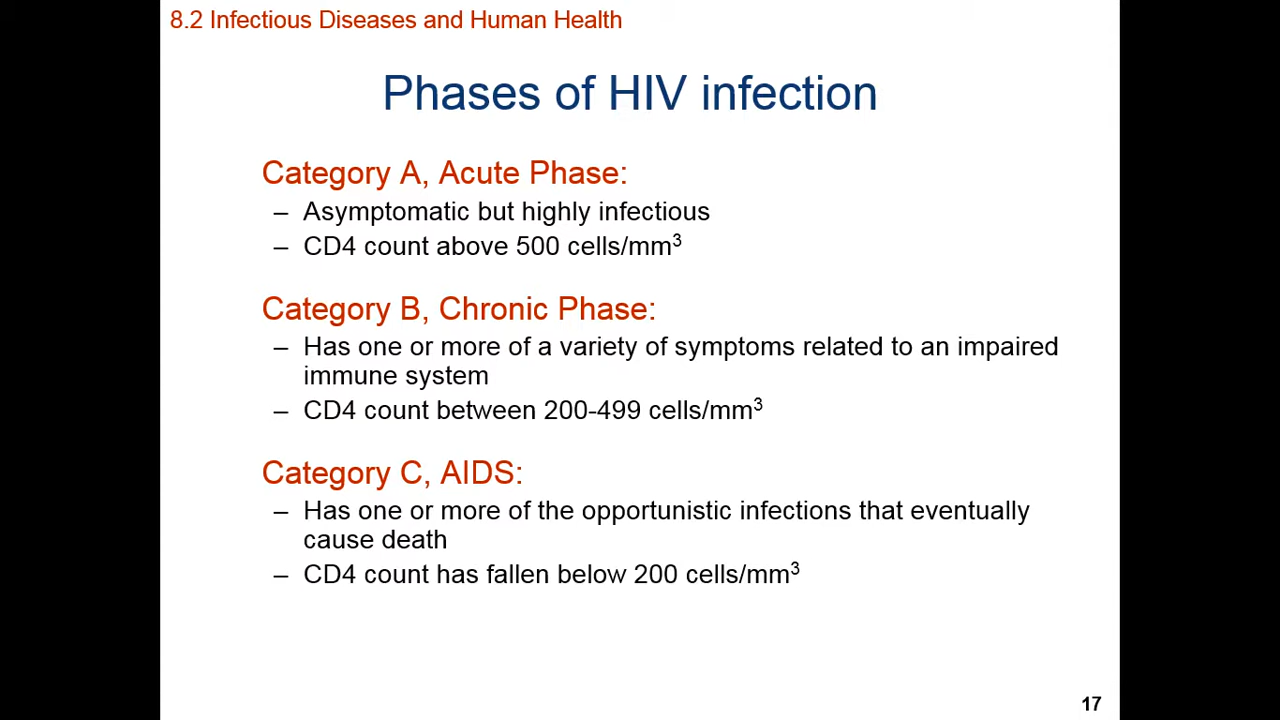 8.2 Infectious Diseases and Human Health
Phases of HIV infection
Category A, Acute Phase:
– Asymptomatic but highly infectious
– CD4 count above 500 cells/mm³
Category B, Chronic Phase:
– Has one or more of a variety of symptoms related to an impaired
immune system
– CD4 count between 200-499 cells/mm³
Category C, AIDS:
– Has one or more of the opportunistic infections that eventually
cause death
– CD4 count has fallen below 200 cells/mm³
17